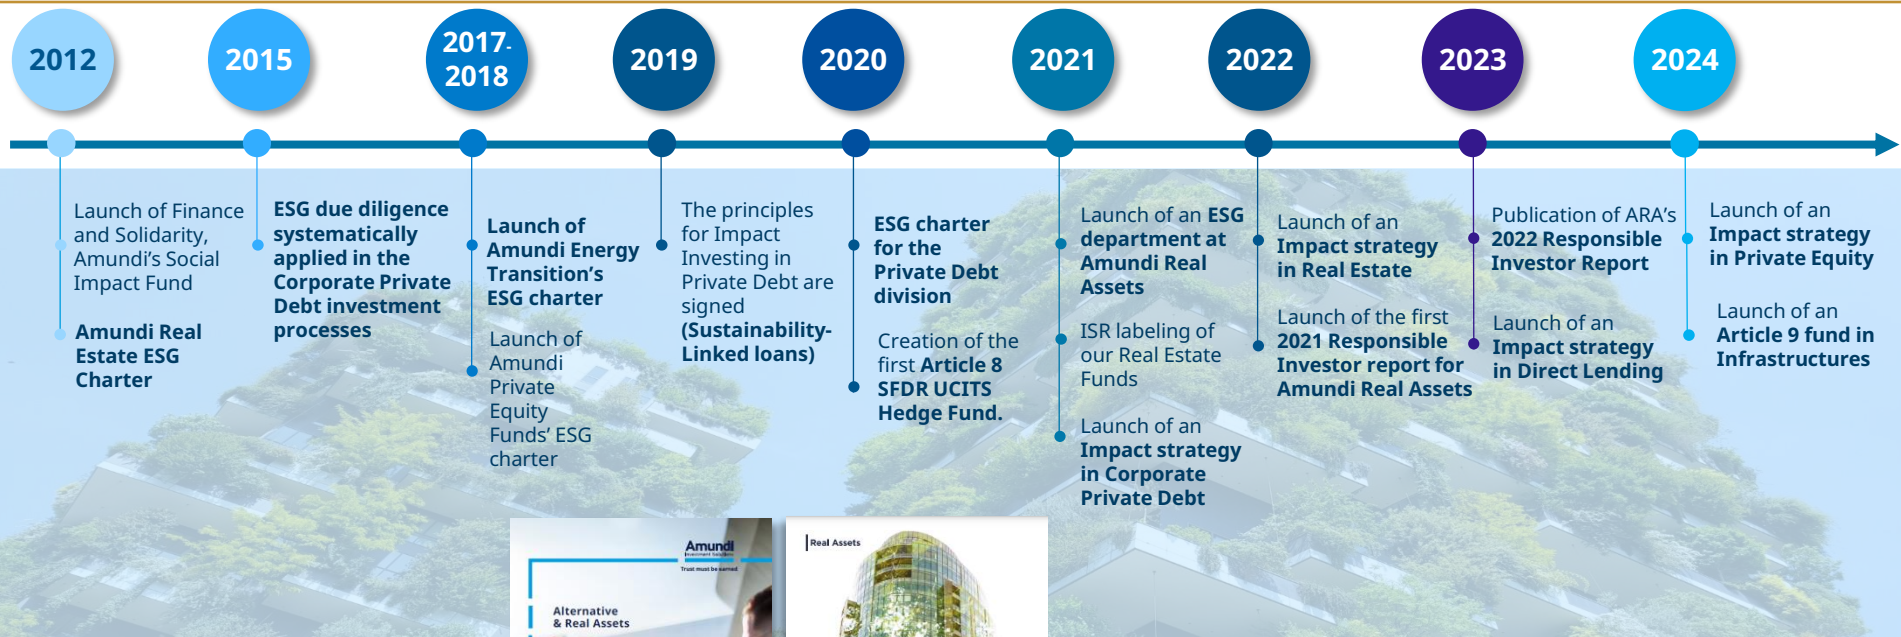 2012
2015
2017-
2018
2019
2020
2021
2022
2023
2024
Launch of Finance
and Solidarity,
Amundi’s Social
Impact Fund
Amundi Real
Estate ESG
Charter
ESG due diligence
systematically
applied in the
Corporate Private
Debt investment
processes
Launch of
Amundi Energy
Transition’s
ESG charter
Launch of
Amundi
Private
Equity
Funds’ ESG
charter
The principles
for Impact
Investing in
Private Debt are
signed
(Sustainability-
Linked loans)
ESG charter
for the
Private Debt
division
Creation of the
first Article 8
SFDR UCITS
Hedge Fund.
Launch of an ESG
department at
Amundi Real
Assets
ISR labeling of
our Real Estate
Funds
Launch of an
Impact strategy
in Corporate
Private Debt
Launch of an
Impact strategy
in Real Estate
Launch of the first
2021 Responsible
Investor report for
Amundi Real Assets
Publication of ARA’s
2022 Responsible
Investor Report
Launch of an
Impact strategy
in Direct Lending
Launch of an
Impact strategy
in Private Equity
Launch of an
Article 9 fund in
Infrastructures
Amundi
Investment Solutions
Trust must be earned
Alternative
& Real Assets
Real Assets